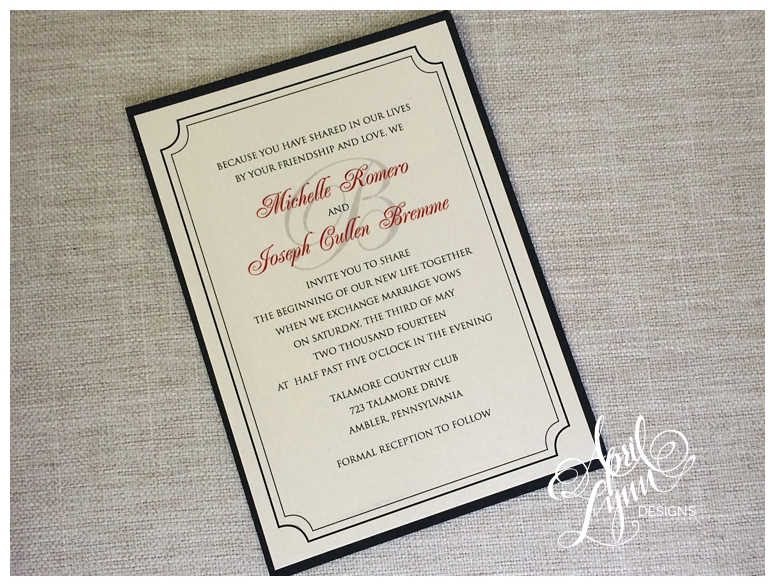 BECAUSE YOU HAVE SHARED IN OUR LIVES
BY YOUR FRIENDSHIP AND LOVE, WE
B
Michelle Romero
AND
Joseph Cullen Bremme
INVITE YOU TO SHARE
THE BEGINNING OF OUR NEW LIFE TOGETHER
WHEN WE EXCHANGE MARRIAGE VOWS
ON SATURDAY, THE THIRD OF MAY
TWO THOUSAND FOURTEEN
AT HALF PAST FIVE O'CLOCK IN THE EVENING
TALAMORE COUNTRY CLUB
723 TALAMORE DRIVE
AMBLER, PENNSYLVANIA
FORMAL RECEPTION TO FOLLOW
April
Lynn
DESIGNS